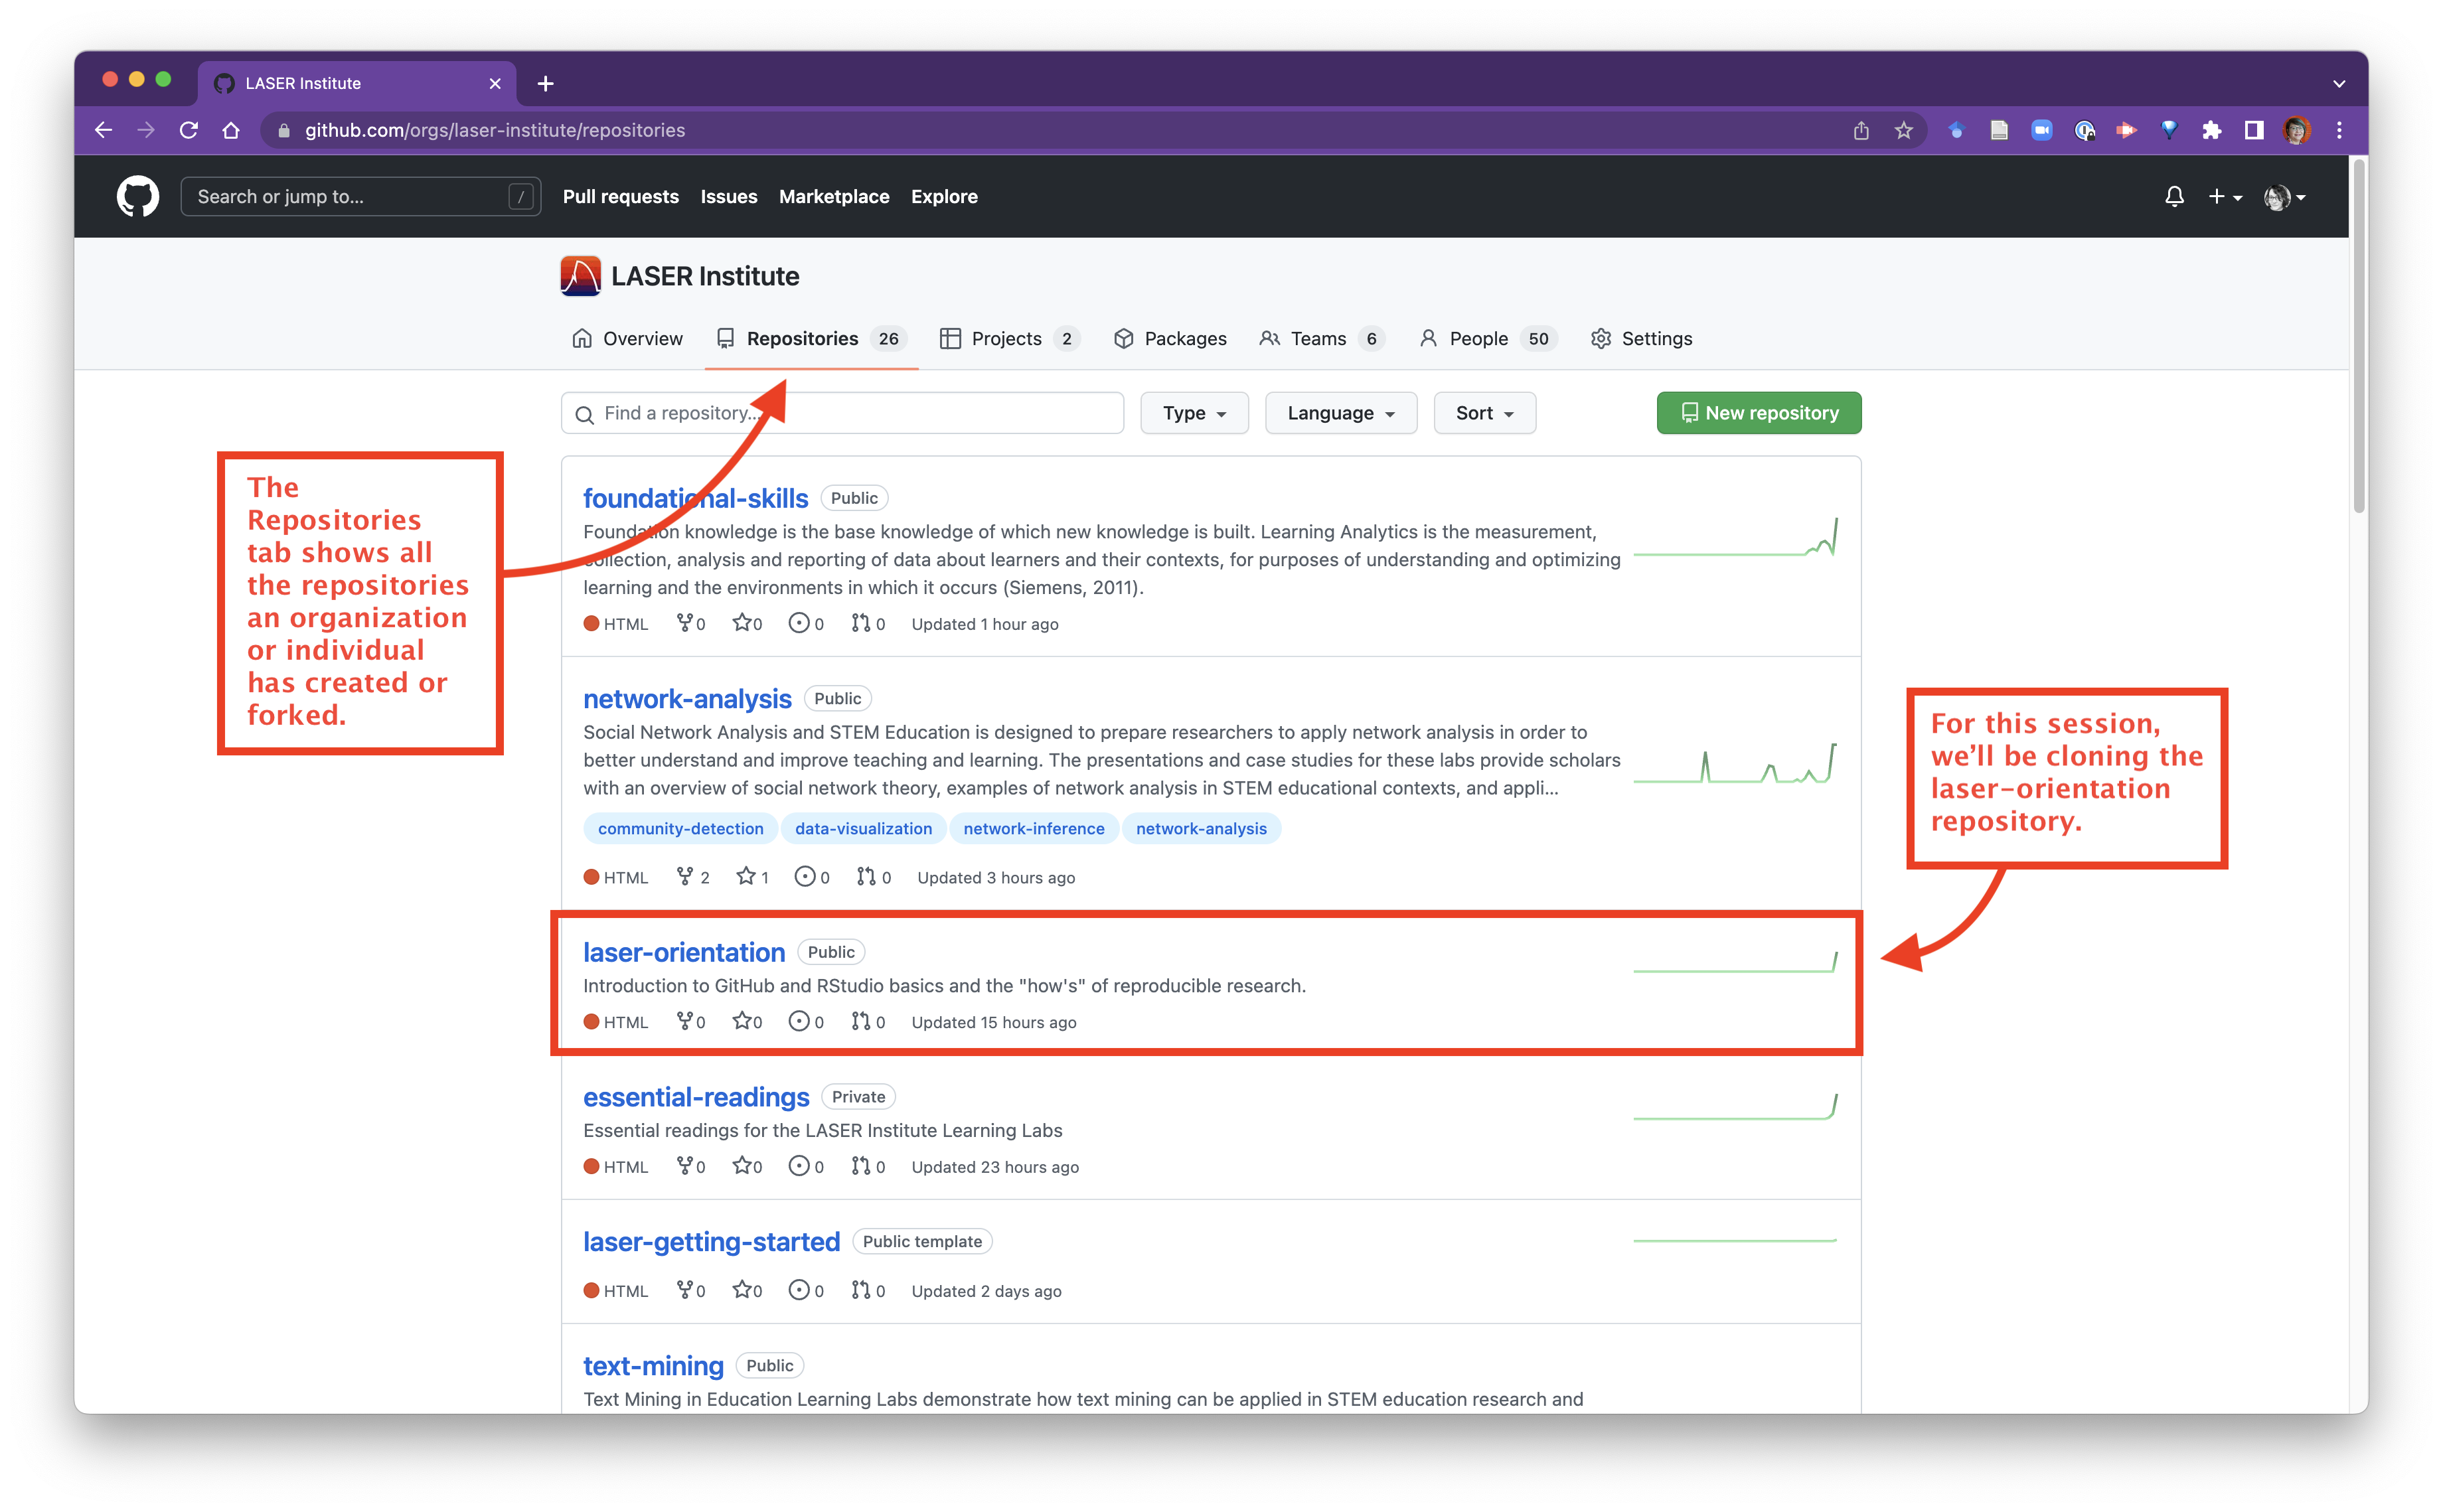 LASER Institute
github.com/orgs/laser-institute/repositories
Search or jump to... /
Pull requests Issues Marketplace Explore
LASER Institute
Overview Repositories 26 Projects 2 Packages Teams 6 People 50 Settings
Find a repository... Type Language Sort New repository
The
Repositories
tab shows all
the repositories
an organization
or individual
has created or
forked.
foundational-skills Public
Foundation knowledge is the base knowledge of which new knowledge is built. Learning Analytics is the measurement,
collection, analysis and reporting of data about learners and their contexts, for purposes of understanding and optimizing
learning and the environments in which it occurs (Siemens, 2011).
HTML 0 0 0 0 Updated 1 hour ago
network-analysis Public
Social Network Analysis and STEM Education is designed to prepare researchers to apply network analysis in order to
better understand and improve teaching and learning. The presentations and case studies for these labs provide scholars
with an overview of social network theory, examples of network analysis in STEM educational contexts, and appli...
community-detection data-visualization network-inference network-analysis
HTML 2 1 0 0 Updated 3 hours ago
For this session,
we’ll be cloning the
laser-orientation
repository.
laser-orientation Public
Introduction to GitHub and RStudio basics and the "how's" of reproducible research.
HTML 0 0 0 0 Updated 15 hours ago
essential-readings Private
Essential readings for the LASER Institute Learning Labs
HTML 0 0 0 0 Updated 23 hours ago
laser-getting-started Public template
HTML 0 0 0 0 Updated 2 days ago
text-mining Public
Text Mining in Education Learning Labs demonstrate how text mining can be applied in STEM education research and